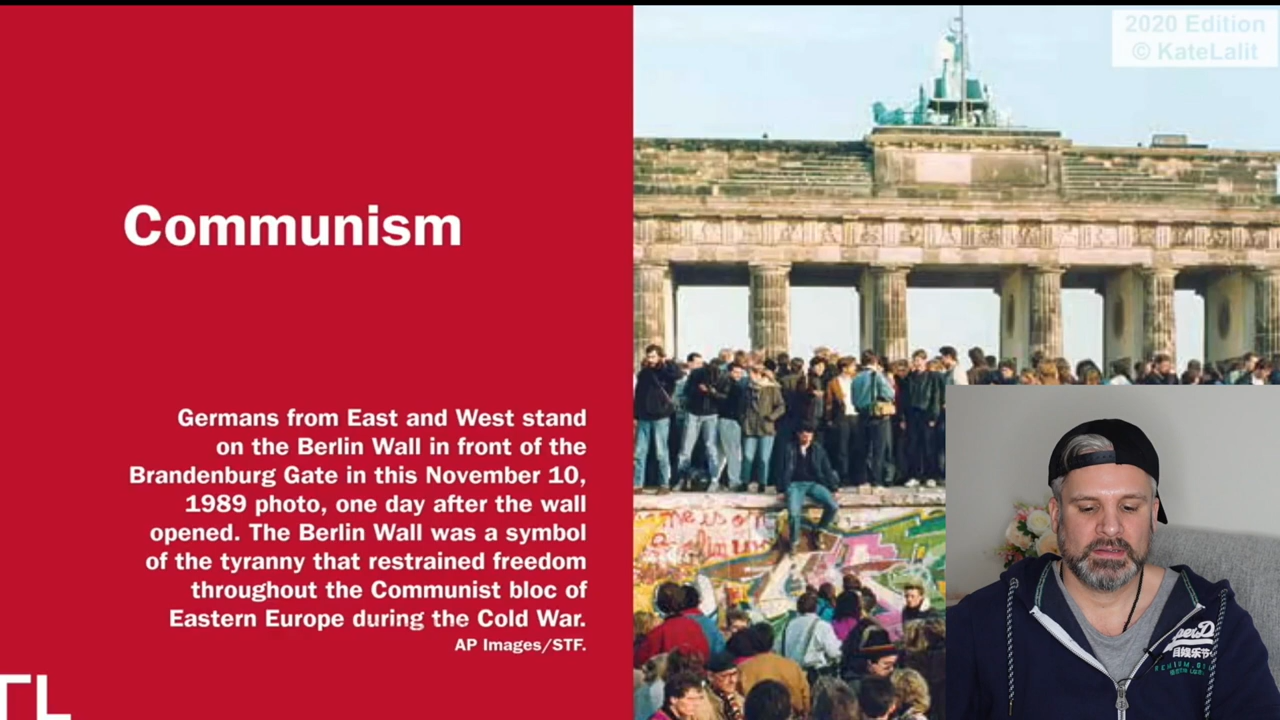 2020 Edition
© KateLalit
Communism
Germans from East and West stand
on the Berlin Wall in front of the
Brandenburg Gate in this November 10,
1989 photo, one day after the wall
opened. The Berlin Wall was a symbol
of the tyranny that restrained freedom
throughout the Communist bloc of
Eastern Europe during the Cold War.
AP Images/STF.
TL